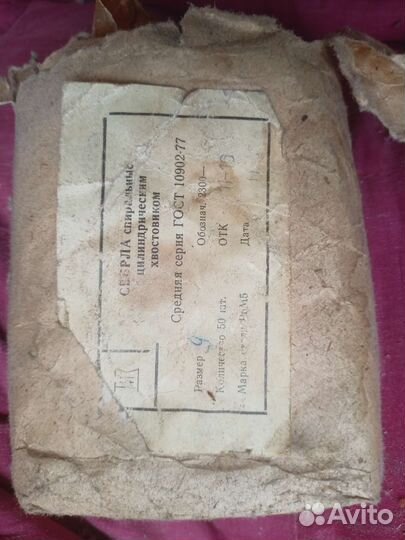 СВЕРЛА спиральные
цилиндрическим
хвостовиком
Средняя серия ГОСТ 10902-77
Размер 9
Обознач. 2300—
Количество 50 шт.
ОТК
Марка М5
Дата
Avito